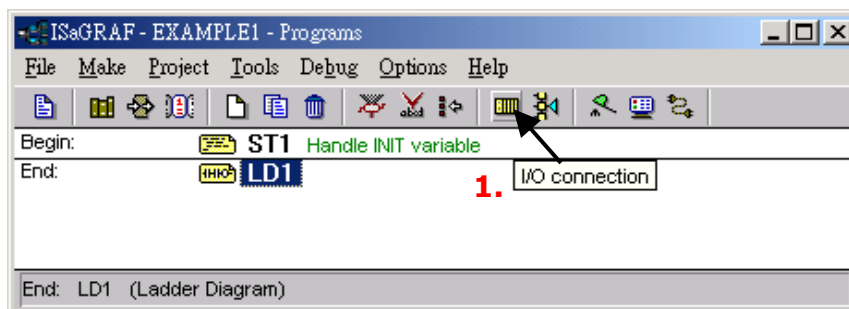 ISaGRAF - EXAMPLE1 - Programs
File Make Project Tools Debug Options Help
Begin: ST1 Handle INIT variable
End: LD1
1. I/O connection
End: LD1 (Ladder Diagram)